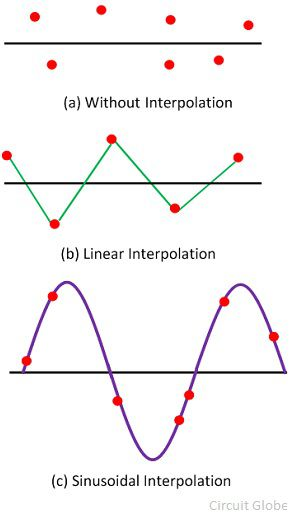 (a) Without Interpolation
(b) Linear Interpolation
(c) Sinusoidal Interpolation
Circuit Globe